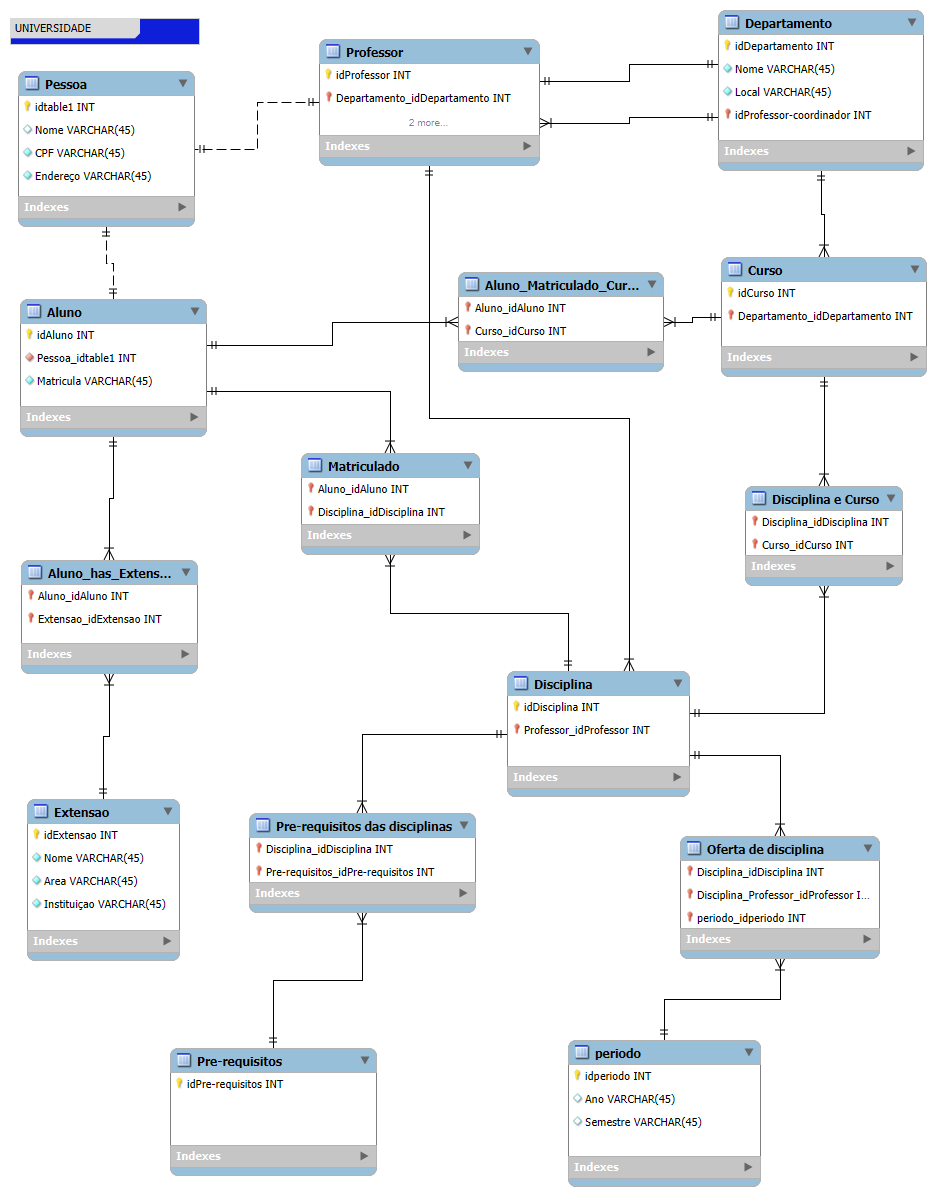 UNIVERSIDADE
Pessoa
idtable1 INT
Nome VARCHAR(45)
CPF VARCHAR(45)
Endereço VARCHAR(45)
Indexes
Professor
idProfessor INT
Departamento_idDepartamento INT
2 more...
Indexes
Departamento
idDepartamento INT
Nome VARCHAR(45)
Local VARCHAR(45)
idProfessor-coordinador INT
Indexes
Aluno
idAluno INT
Pessoa_idtable1 INT
Matricula VARCHAR(45)
Indexes
Aluno_Matriculado_Cur...
Aluno_idAluno INT
Curso_idCurso INT
Indexes
Curso
idCurso INT
Departamento_idDepartamento INT
Indexes
Matriculado
Aluno_idAluno INT
Disciplina_idDisciplina INT
Indexes
Disciplina e Curso
Disciplina_idDisciplina INT
Curso_idCurso INT
Indexes
Aluno_has_Extens...
Aluno_idAluno INT
Extensao_idExtensao INT
Indexes
Disciplina
idDisciplina INT
Professor_idProfessor INT
Indexes
Extensao
idExtensao INT
Nome VARCHAR(45)
Area VARCHAR(45)
Instituiçao VARCHAR(45)
Indexes
Pre-requisitos das disciplinas
Disciplina_idDisciplina INT
Pre-requisitos_idPre-requisitos INT
Indexes
Oferta de disciplina
Disciplina_idDisciplina INT
Disciplina_Professor_idProfessor I...
periodo_idperiodo INT
Indexes
Pre-requisitos
idPre-requisitos INT
Indexes
periodo
idperiodo INT
Ano VARCHAR(45)
Semestre VARCHAR(45)
Indexes